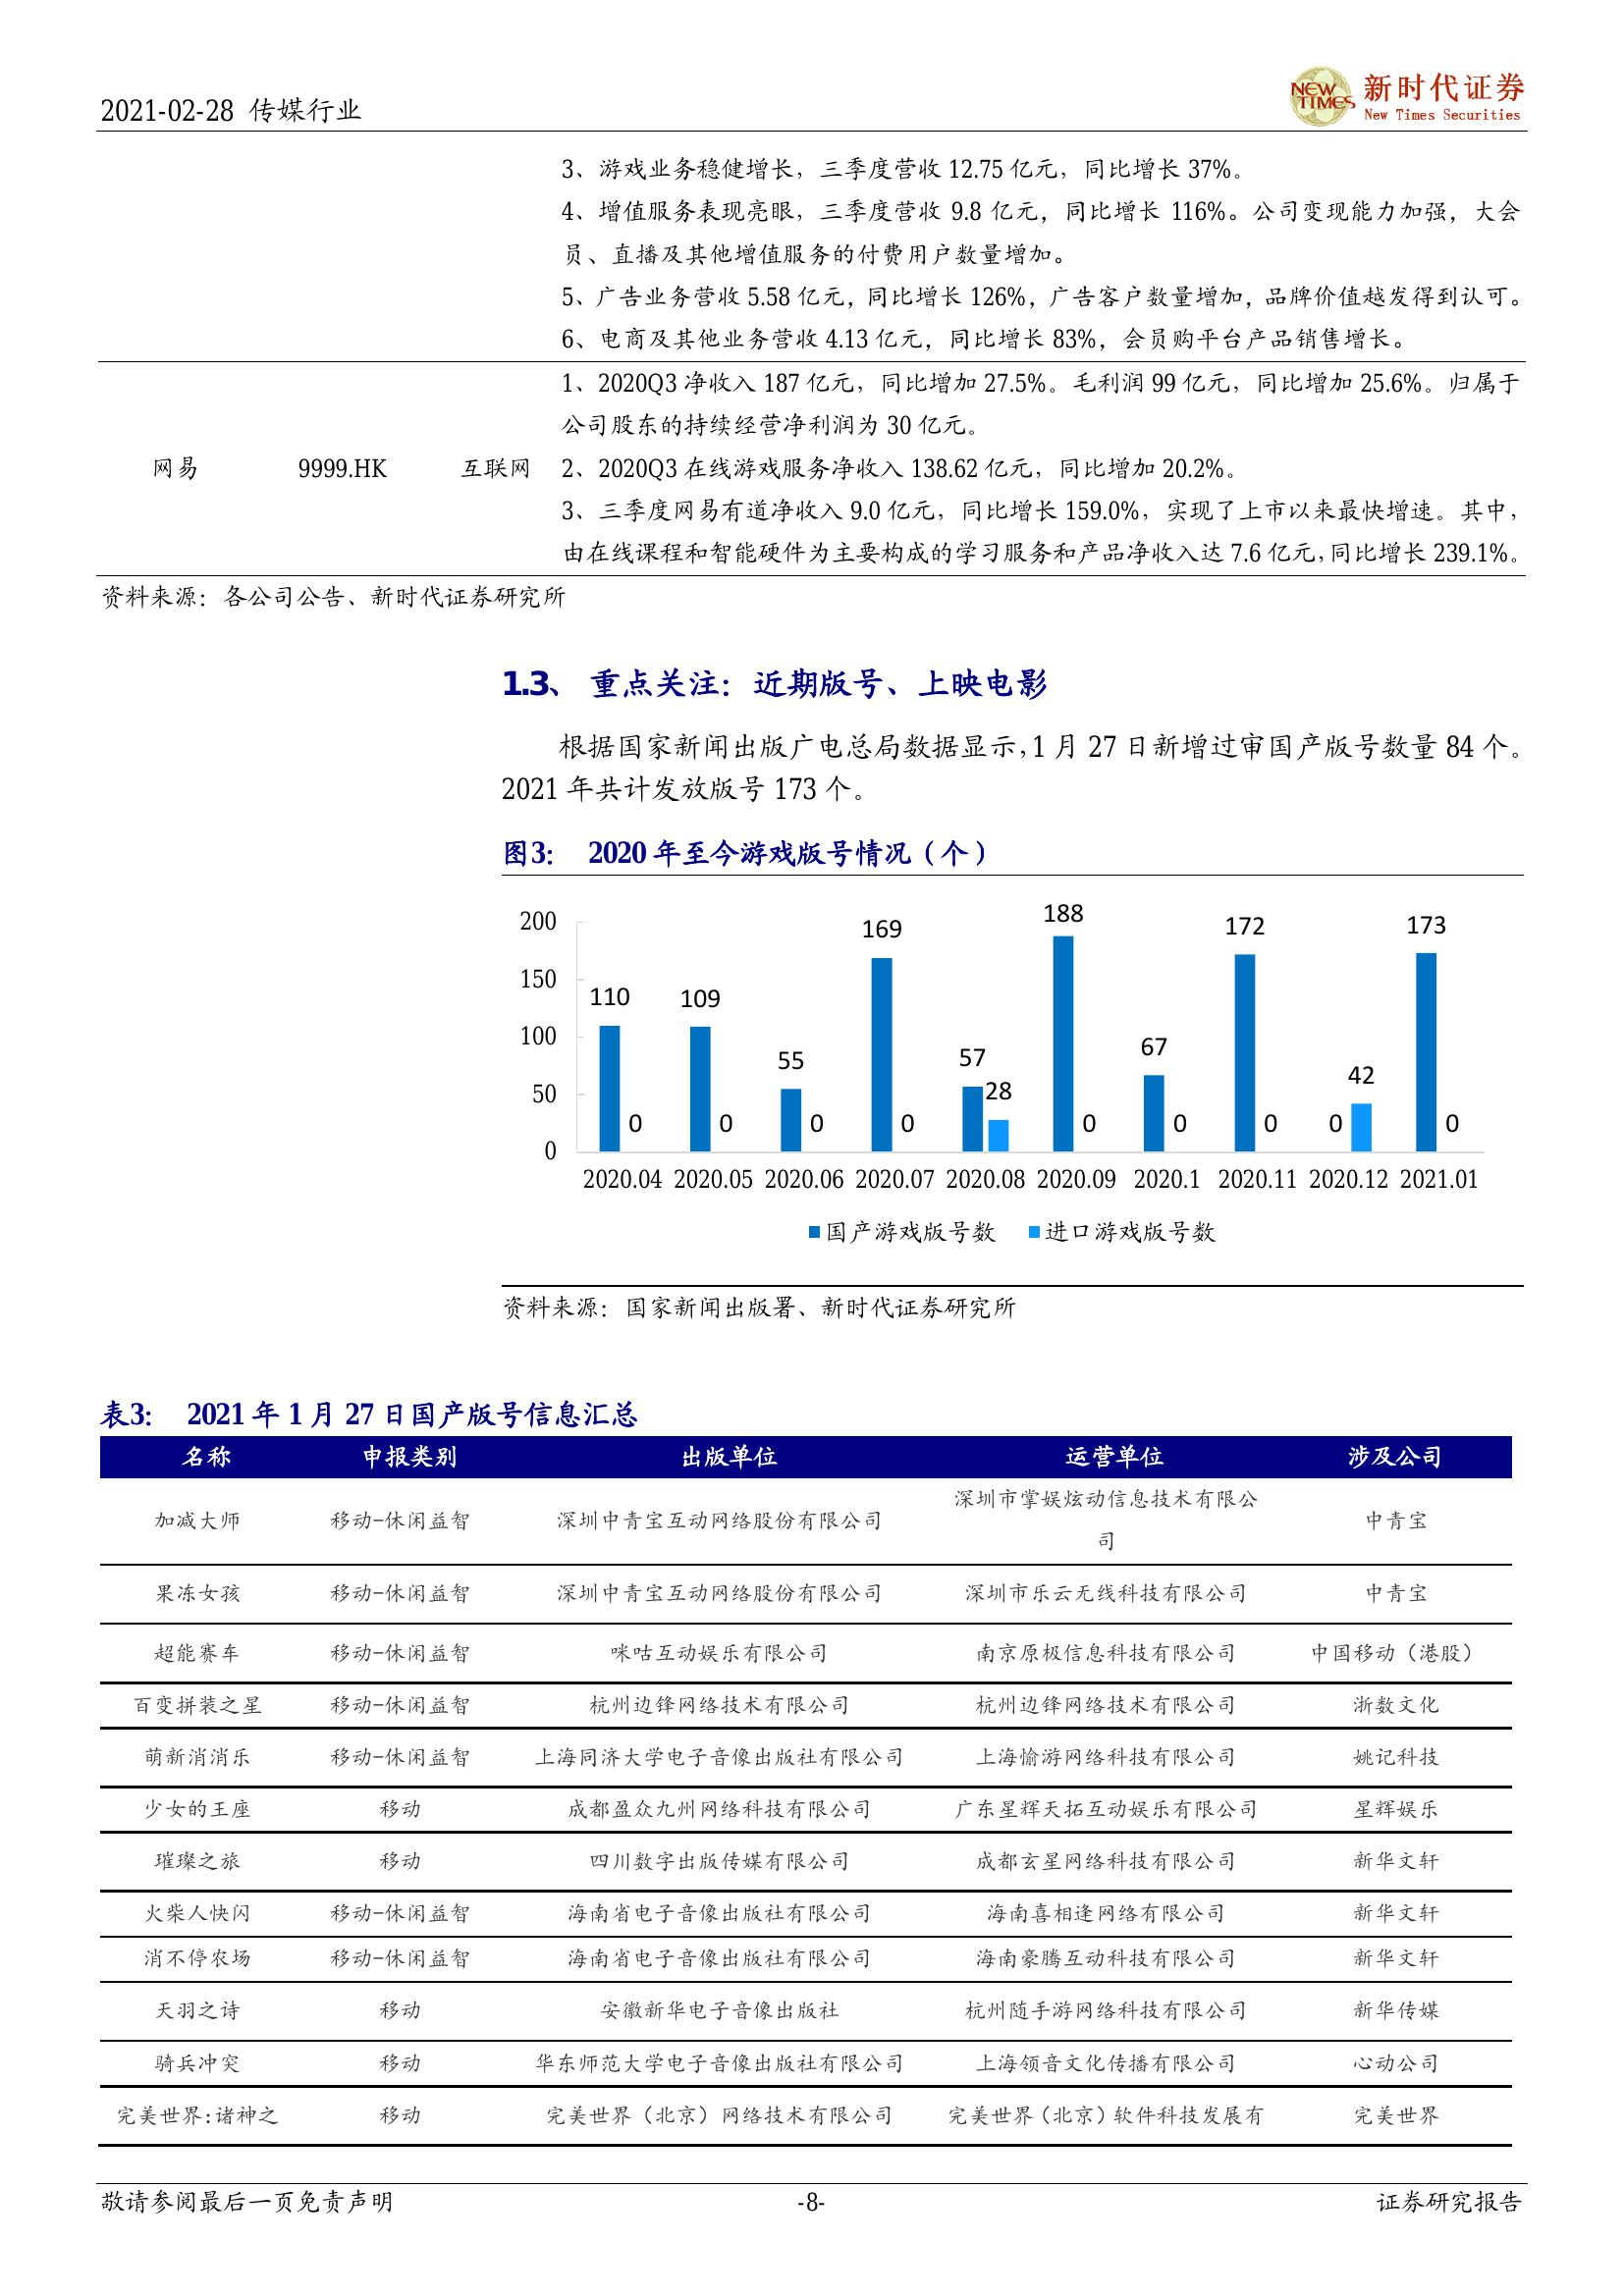 2021-02-28 传媒行业
NEW TIMES
新时代证券
New Times Securities
3、游戏业务稳健增长，三季度营收 12.75 亿元，同比增长 37%。
4、增值服务表现亮眼，三季度营收 9.8 亿元，同比增长 116%。公司变现能力加强，大会
员、直播及其他增值服务的付费用户数量增加。
5、广告业务营收 5.58 亿元，同比增长 126%，广告客户数量增加，品牌价值越发得到认可。
6、电商及其他业务营收 4.13 亿元，同比增长 83%，会员购平台产品销售增长。
1、2020Q3 净收入 187 亿元，同比增加 27.5%。毛利润 99 亿元，同比增加 25.6%。归属于
公司股东的持续经营净利润为 30 亿元。
网易 9999.HK 互联网 2、2020Q3 在线游戏服务净收入 138.62 亿元，同比增加 20.2%。
3、三季度网易有道净收入 9.0 亿元，同比增长 159.0%，实现了上市以来最快增速。其中，
由在线课程和智能硬件为主要构成的学习服务和产品净收入达 7.6 亿元，同比增长 239.1%。
资料来源：各公司公告、新时代证券研究所
1.3、 重点关注：近期版号、上映电影
根据国家新闻出版广电总局数据显示，1 月 27 日新增过审国产版号数量 84 个。
2021 年共计发放版号 173 个。
图3： 2020 年至今游戏版号情况（个）
200
150
100
50
0
110 0
109 0
55 0
169 0
57 28
188 0
67 0
172 0
0 42
173 0
2020.04 2020.05 2020.06 2020.07 2020.08 2020.09 2020.1 2020.11 2020.12 2021.01
国产游戏版号数 进口游戏版号数
资料来源：国家新闻出版署、新时代证券研究所
表3： 2021 年 1 月 27 日国产版号信息汇总
名称 申报类别 出版单位 运营单位 涉及公司
加减大师 移动-休闲益智 深圳中青宝互动网络股份有限公司 深圳市掌娱炫动信息技术有限公 中青宝
司
果冻女孩 移动-休闲益智 深圳中青宝互动网络股份有限公司 深圳市乐云无线科技有限公司 中青宝
超能赛车 移动-休闲益智 咪咕互动娱乐有限公司 南京原极信息科技有限公司 中国移动（港股）
百变拼装之星 移动-休闲益智 杭州边锋网络技术有限公司 杭州边锋网络技术有限公司 浙数文化
萌新消消乐 移动-休闲益智 上海同济大学电子音像出版社有限公司 上海愉游网络科技有限公司 姚记科技
少女的王座 移动 成都盈众九州网络科技有限公司 广东星辉天拓互动娱乐有限公司 星辉娱乐
璀璨之旅 移动 四川数字出版传媒有限公司 成都玄星网络科技有限公司 新华文轩
火柴人快闪 移动-休闲益智 海南省电子音像出版社有限公司 海南喜相逢网络有限公司 新华文轩
消不停农场 移动-休闲益智 海南省电子音像出版社有限公司 海南豪腾互动科技有限公司 新华文轩
天羽之诗 移动 安徽新华电子音像出版社 杭州随手游网络科技有限公司 新华传媒
骑兵冲突 移动 华东师范大学电子音像出版社有限公司 上海领音文化传播有限公司 心动公司
完美世界：诸神之 移动 完美世界（北京）网络技术有限公司 完美世界（北京）软件科技发展有 完美世界
敬请参阅最后一页免责声明 -8- 证券研究报告